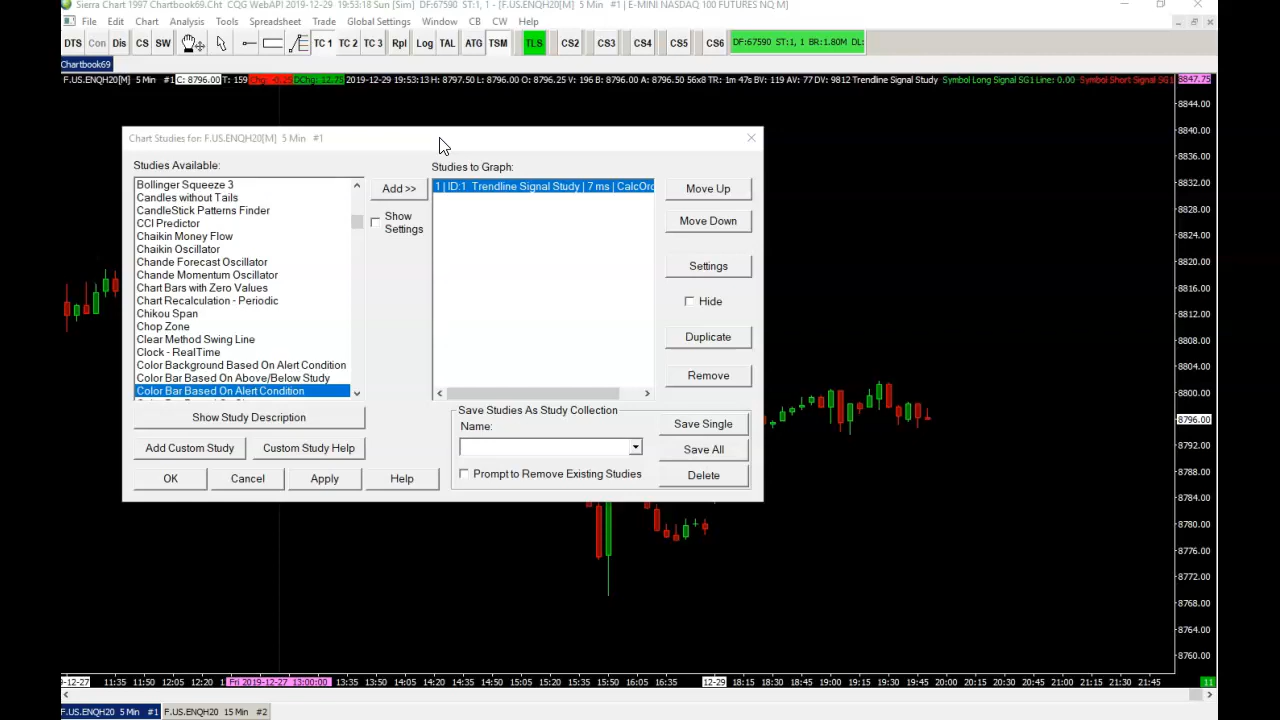 Sierra Chart 1997 Chartbook69.Cht CQG WebAPI 2019-12-29 19:53:18 Sun [Sim] DF:67590 ST:1, 1 - [F.US.ENQH20[M] 5 Min #1 | E-MINI NASDAQ 100 FUTURES NQ M]
File Edit Chart Analysis Tools Spreadsheet Trade Global Settings Window CB CW Help
DTS Con Dis CS SW TC 1 TC 2 TC 3 Rpl Log TAL ATG TSM TLS CS2 CS3 CS4 CS5 CS6 DF:67590 ST:1, 1 BR:1.80M DL:
Chartbook69
F.US.ENQH20[M] 5 Min #1 C: 8796.00 T: 159 Chg: -8.25 DChg: -12.75 2019-12-29 19:53:13 H: 8797.50 L: 8796.00 O: 8796.25 V: 196 B: 8796.00 A: 8796.50 56x8 TR: 1m 47s BV: 119 AV: 77 DV: 9812 Trendline Signal Study Symbol Long Signal SG1 Line: 0.00 Symbol Short Signal SG1 8847.75
Chart Studies for: F.US.ENQH20[M] 5 Min #1
Studies Available:
Bollinger Squeeze 3
Candles without Tails
CandleStick Patterns Finder
CCI Predictor
Chaikin Money Flow
Chaikin Oscillator
Chande Forecast Oscillator
Chande Momentum Oscillator
Chart Bars with Zero Values
Chart Recalculation - Periodic
Chikou Span
Chop Zone
Clear Method Swing Line
Clock - RealTime
Color Background Based On Alert Condition
Color Bar Based On Above/Below Study
Color Bar Based On Alert Condition
Add >>
Show Settings
Studies to Graph:
1 | ID:1 Trendline Signal Study | 7 ms | CalcOrd
Move Up
Move Down
Settings
Hide
Duplicate
Remove
Show Study Description
Add Custom Study Custom Study Help
OK Cancel Apply Help
Save Studies As Study Collection
Name:
Prompt to Remove Existing Studies
Save Single
Save All
Delete
8844.00
8840.00
8836.00
8832.00
8828.00
8824.00
8820.00
8816.00
8812.00
8808.00
8804.00
8800.00
8796.00
8792.00
8788.00
8784.00
8780.00
8776.00
8772.00
8768.00
8764.00
8760.00
9-12-27 11:35 11:55 12:05 12:20 1 Fri 2019-12-27 13:00:00 13:35 13:50 14:05 14:20 14:35 14:50 15:05 15:20 15:35 15:50 16:05 16:35 12-29 18:15 18:30 18:45 19:00 19:15 19:30 19:45 20:00 20:15 20:30 20:45 21:00 21:15 21:30 21:45 11
F.US.ENQH20 5 Min #1 F.US.ENQH20 15 Min #2